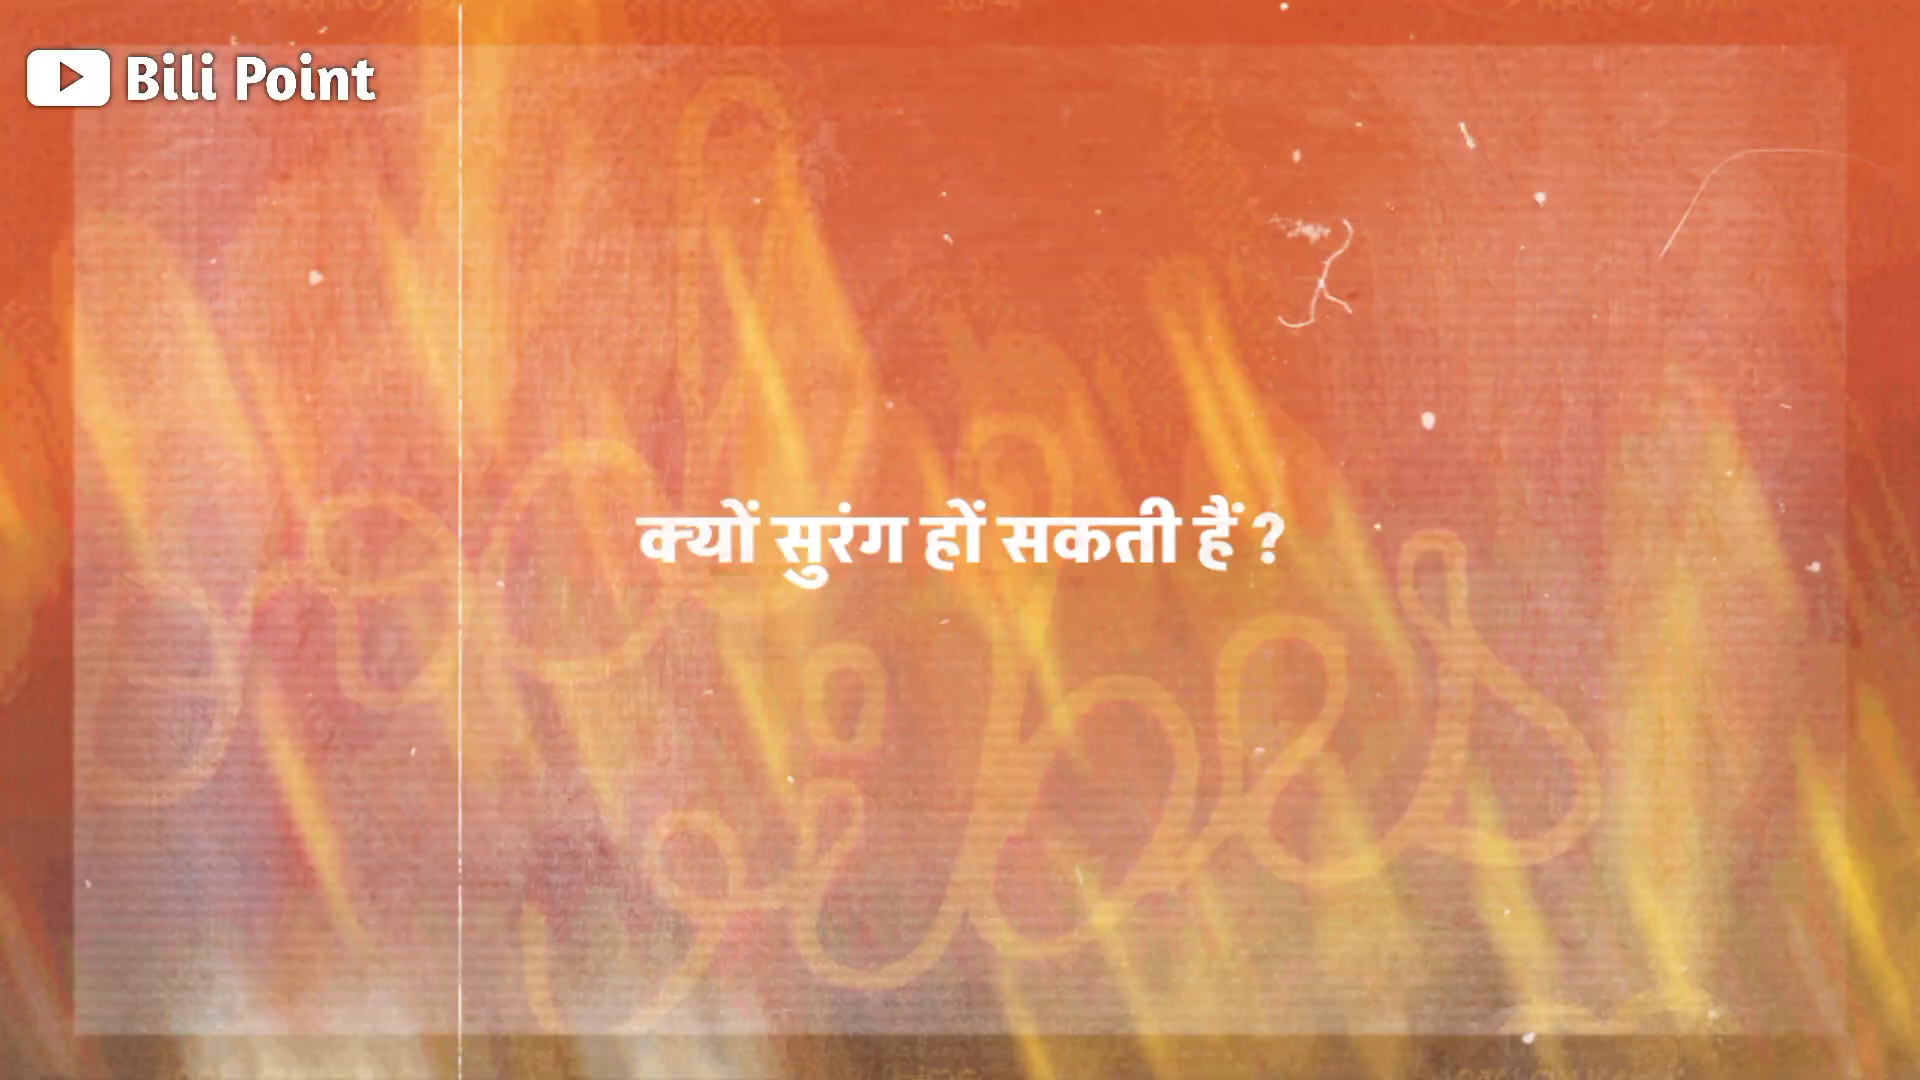 Bili Point
क्यों सुरंग हों सकती हैं ?